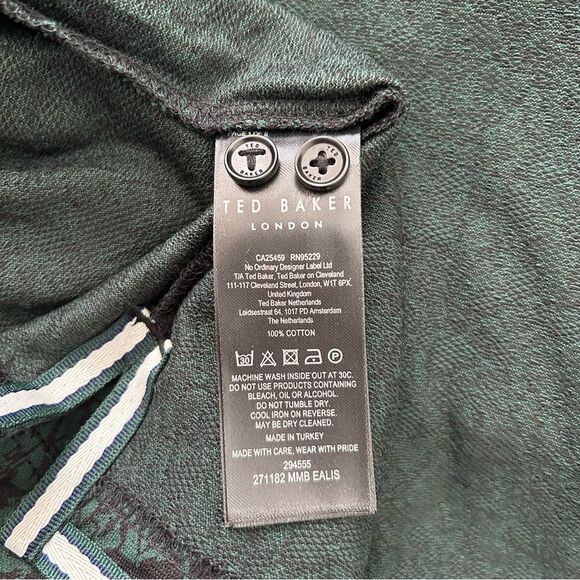 TED
BAKER
TED
BAKER
TED BAKER
LONDON
CA25459 RN95229
No Ordinary Designer Label Ltd
T/A Ted Baker, Ted Baker on Cleveland
111-117 Cleveland Street, London, W1T 6PX.
United Kingdom
Ted Baker Netherlands
Leidsestraat 64, 1017 PD Amsterdam
The Netherlands
100% COTTON
30 P
MACHINE WASH INSIDE OUT AT 30C.
DO NOT USE PRODUCTS CONTAINING
BLEACH, OIL OR ALCOHOL.
DO NOT TUMBLE DRY.
COOL IRON ON REVERSE.
MAY BE DRY CLEANED.
MADE IN TURKEY
MADE WITH CARE, WEAR WITH PRIDE
294555
271182 MMB EALIS